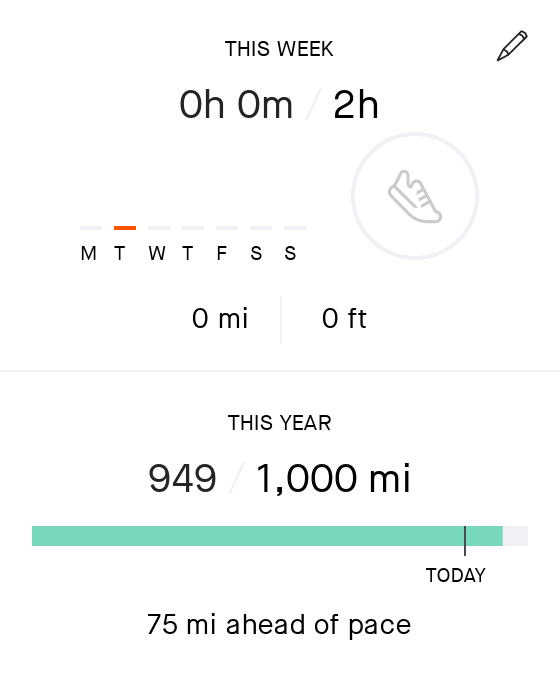 THIS WEEK
0h 0m / 2h
M T W T F S S
0 mi 0 ft
THIS YEAR
949 / 1,000 mi
TODAY
75 mi ahead of pace